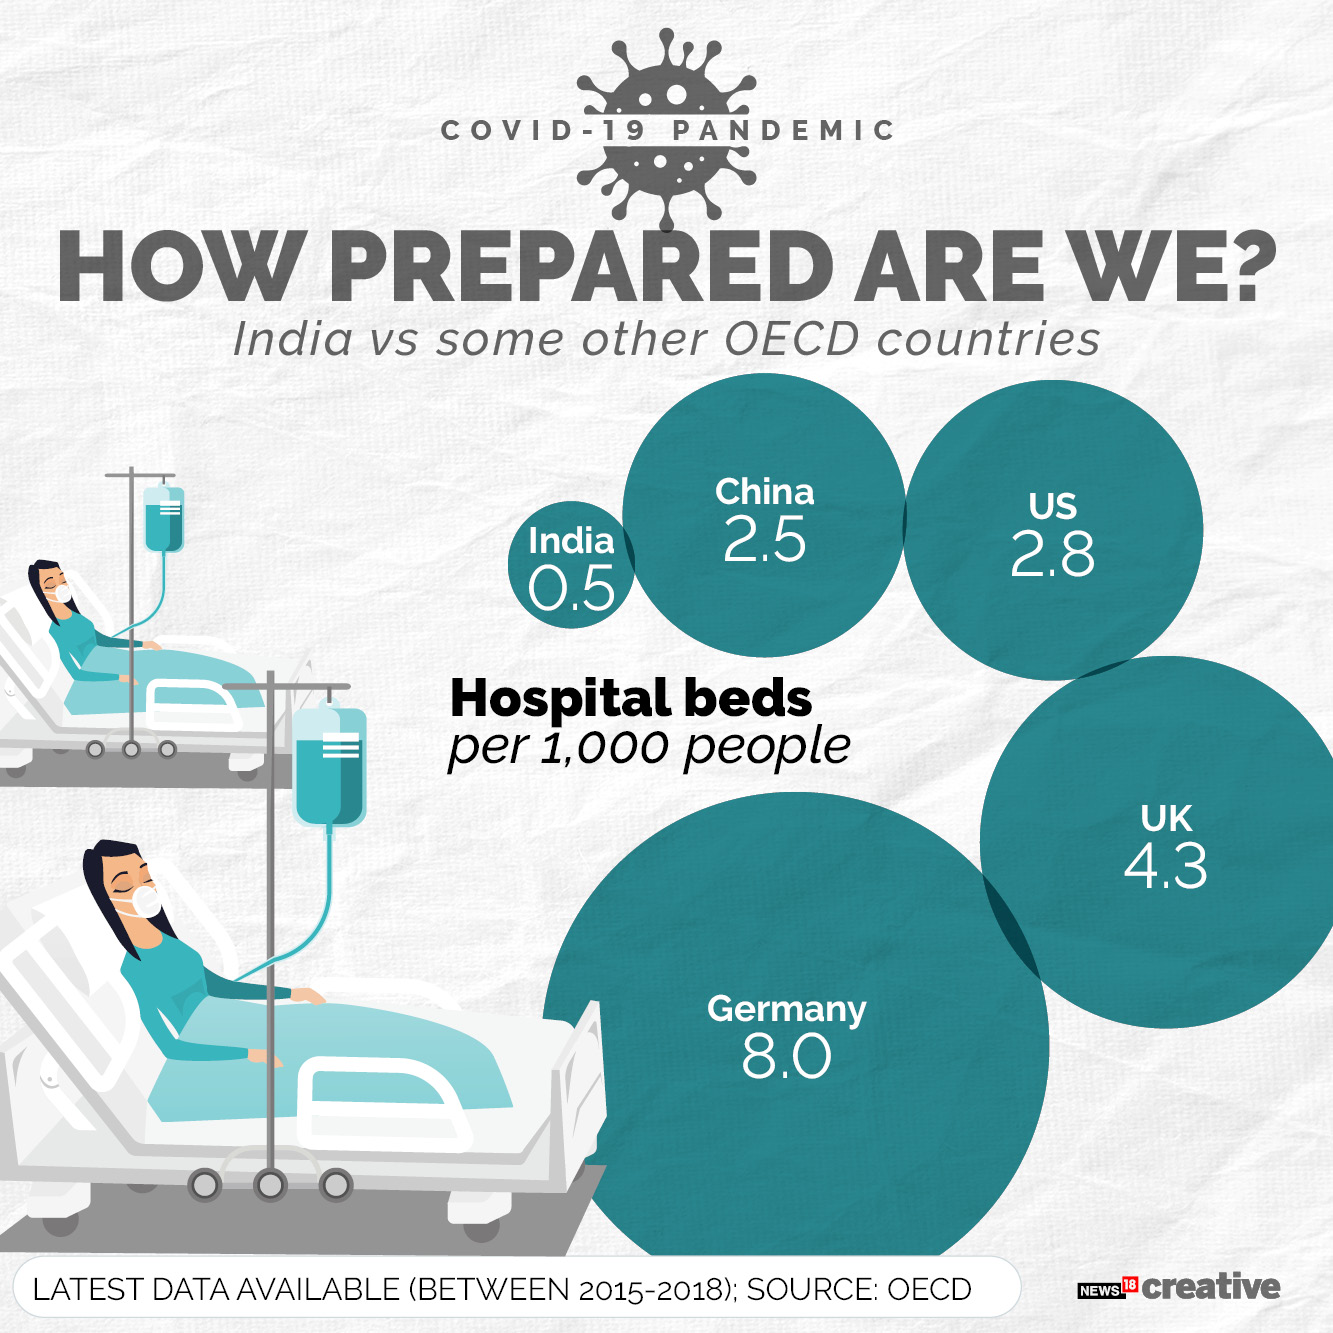 COVID-19 PANDEMIC
HOW PREPARED ARE WE?
India vs some other OECD countries
India
0.5
China
2.5
US
2.8
Hospital beds
per 1,000 people
UK
4.3
Germany
8.0
LATEST DATA AVAILABLE (BETWEEN 2015-2018); SOURCE: OECD
NEWS 18 creative